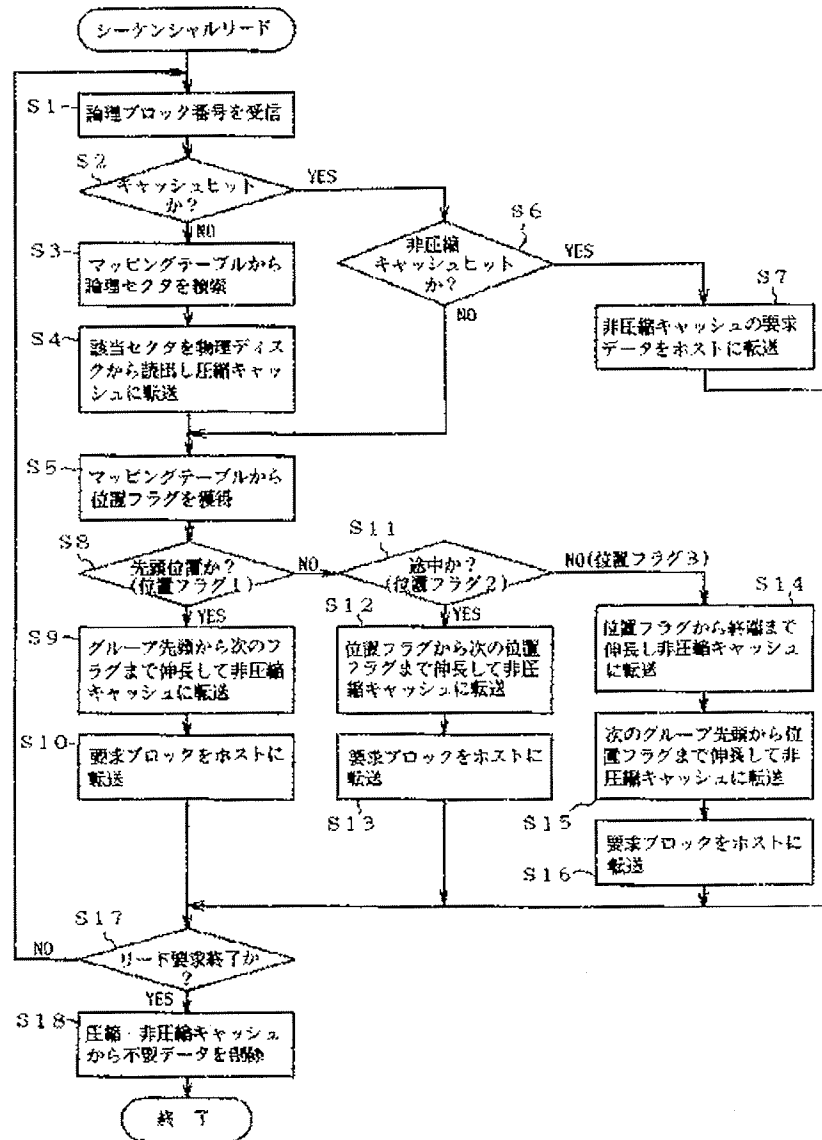 シーケンシャルリード
S1
論理ブロック番号を受信
S2
キャッシュヒット
か?
YES
NO
S3
マッピングテーブルから
論理セクタを検索
S4
該当セクタを物理ディス
クから読出し圧縮キャッ
シュに転送
S6
非圧縮
キャッシュヒット
か?
YES
NO
S7
非圧縮キャッシュの要求
データをホストに転送
S5
マッピングテーブルから
位置フラグを獲得
S8
先頭位置か?
(位置フラグ1)
NO
YES
S11
途中か?
(位置フラグ2)
NO(位置フラグ3)
YES
S9
グループ先頭から次のフ
ラグまで伸長して非圧縮
キャッシュに転送
S10
要求ブロックをホストに
転送
S12
位置フラグから次の位置
フラグまで伸長して非圧
縮キャッシュに転送
要求ブロックをホストに
転送
S13
S14
位置フラグから終端まで
伸長し非圧縮キャッシュ
に転送
次のグループ先頭から位
置フラグまで伸長して非
圧縮キャッシュに転送
S15
要求ブロックをホストに
転送
S16
S17
リード要求終了か
?
NO
YES
S18
圧縮・非圧縮キャッシュ
から不要データを削除
終了